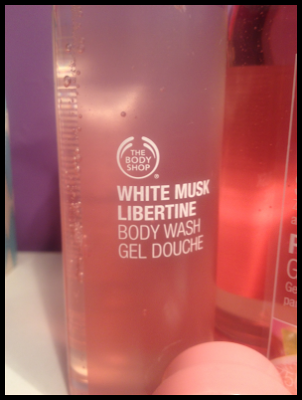 THE
BODY
SHOP
®
WHITE MUSK
LIBERTINE
BODY WASH
GEL DOUCHE